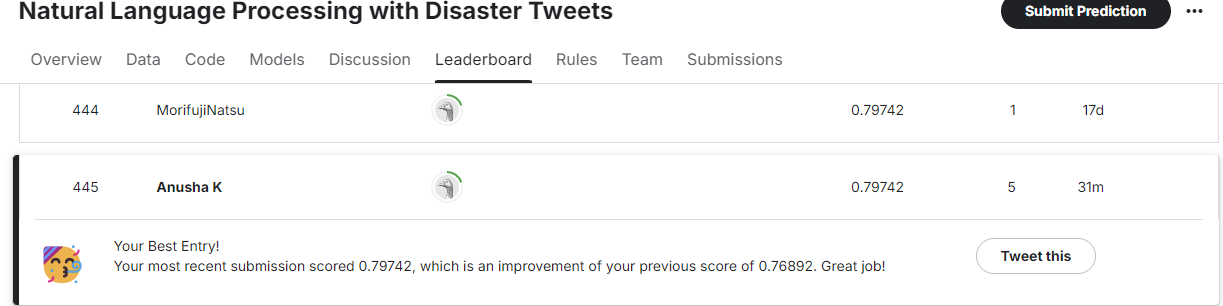 Natural Language Processing with Disaster Tweets
Submit Prediction
Overview Data Code Models Discussion Leaderboard Rules Team Submissions
444 MorifujiNatsu 0.79742 1 17d
445 Anusha K 0.79742 5 31m
Your Best Entry!
Your most recent submission scored 0.79742, which is an improvement of your previous score of 0.76892. Great job!
Tweet this